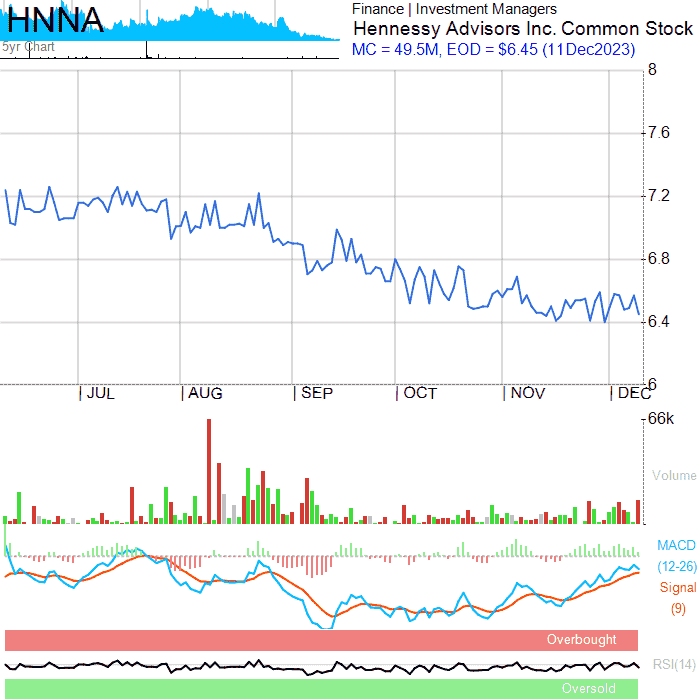 HNNA
5yr Chart
Finance | Investment Managers
Hennessy Advisors Inc. Common Stock
MC = 49.5M, EOD = $6.45 (11Dec2023)
8
7.6
7.2
6.8
6.4
6
JUL AUG SEP OCT NOV DEC
66k
Volume
MACD
(12-26)
Signal
(9)
Overbought
RSI(14)
Oversold